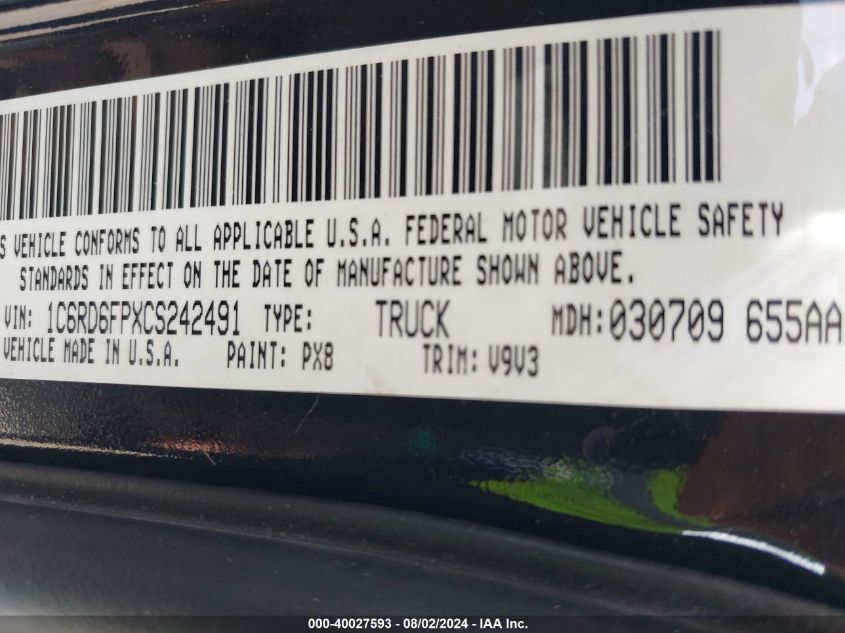 S VEHICLE CONFORMS TO ALL APPLICABLE U.S.A. FEDERAL MOTOR VEHICLE SAFETY
STANDARDS IN EFFECT ON THE DATE OF MANUFACTURE SHOWN ABOVE.
VIN: 1C6RD6FPXCS242491 TYPE: TRUCK MDH:030709 655AA
VEHICLE MADE IN U.S.A. PAINT: PX8 TRIM: V9V3
000-40027593 - 08/02/2024 - IAA Inc.